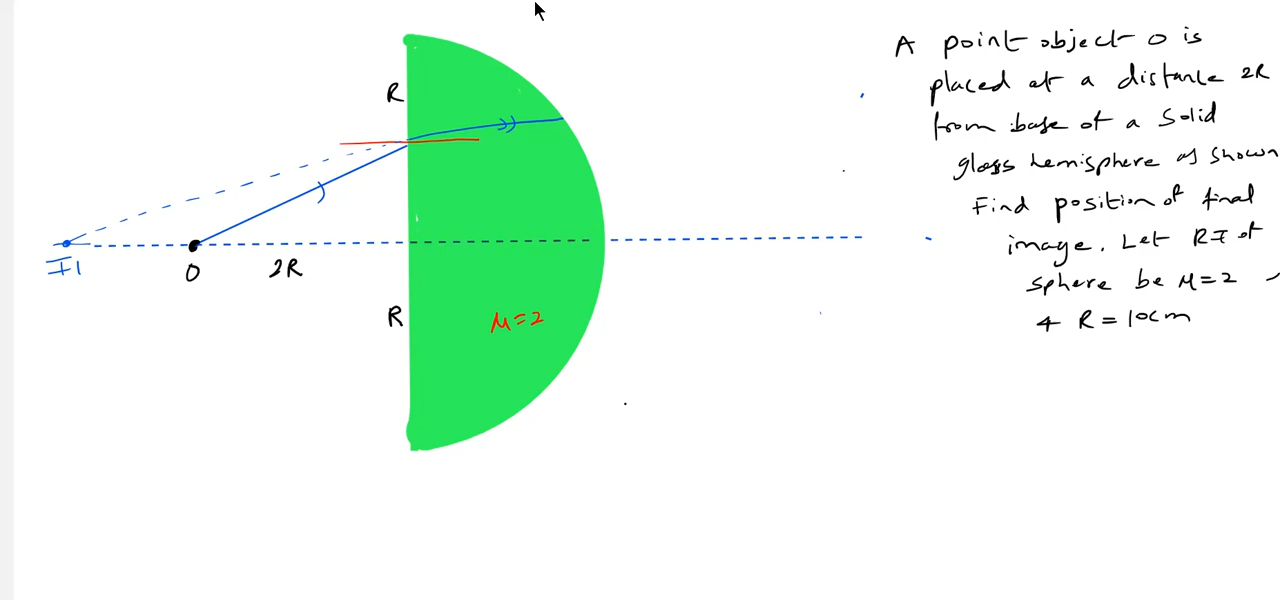 A point object O is
placed at a distance 2R
from base of a solid
glass hemisphere as shown
Find position of final
image. Let RI of
sphere be μ=2
& R=10cm
R
I1
O
2R
R
μ=2